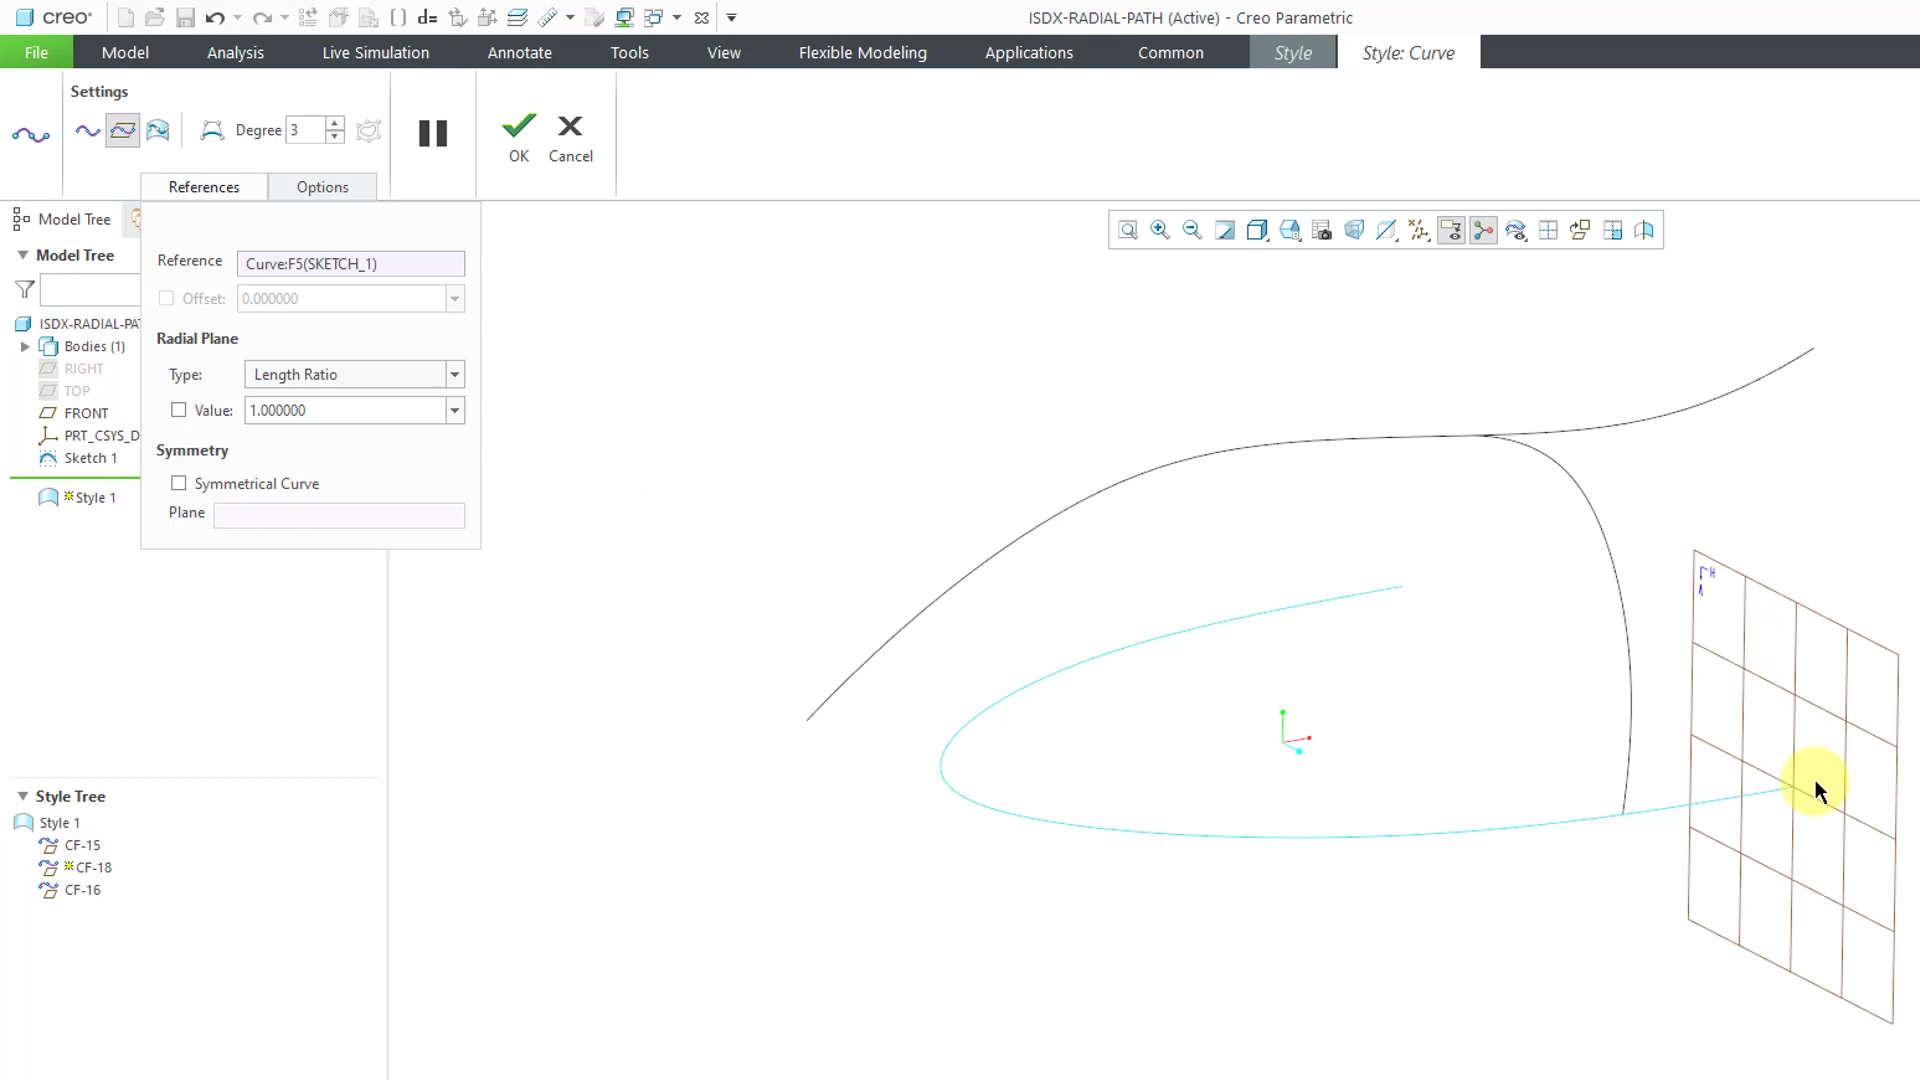 creo®
d=
ISDX-RADIAL-PATH (Active) - Creo Parametric
File Model Analysis Live Simulation Annotate Tools View Flexible Modeling Applications Common Style Style: Curve
Settings
Degree 3
OK Cancel
References Options
Model Tree
Model Tree
Reference Curve:F5(SKETCH_1)
Offset: 0.000000
Radial Plane
Type: Length Ratio
Value: 1.000000
Symmetry
Symmetrical Curve
Plane
ISDX-RADIAL-PA
Bodies (1)
RIGHT
TOP
FRONT
PRT_CSYS_D
Sketch 1
Style 1
Style Tree
Style 1
CF-15
CF-18
CF-16
H
V